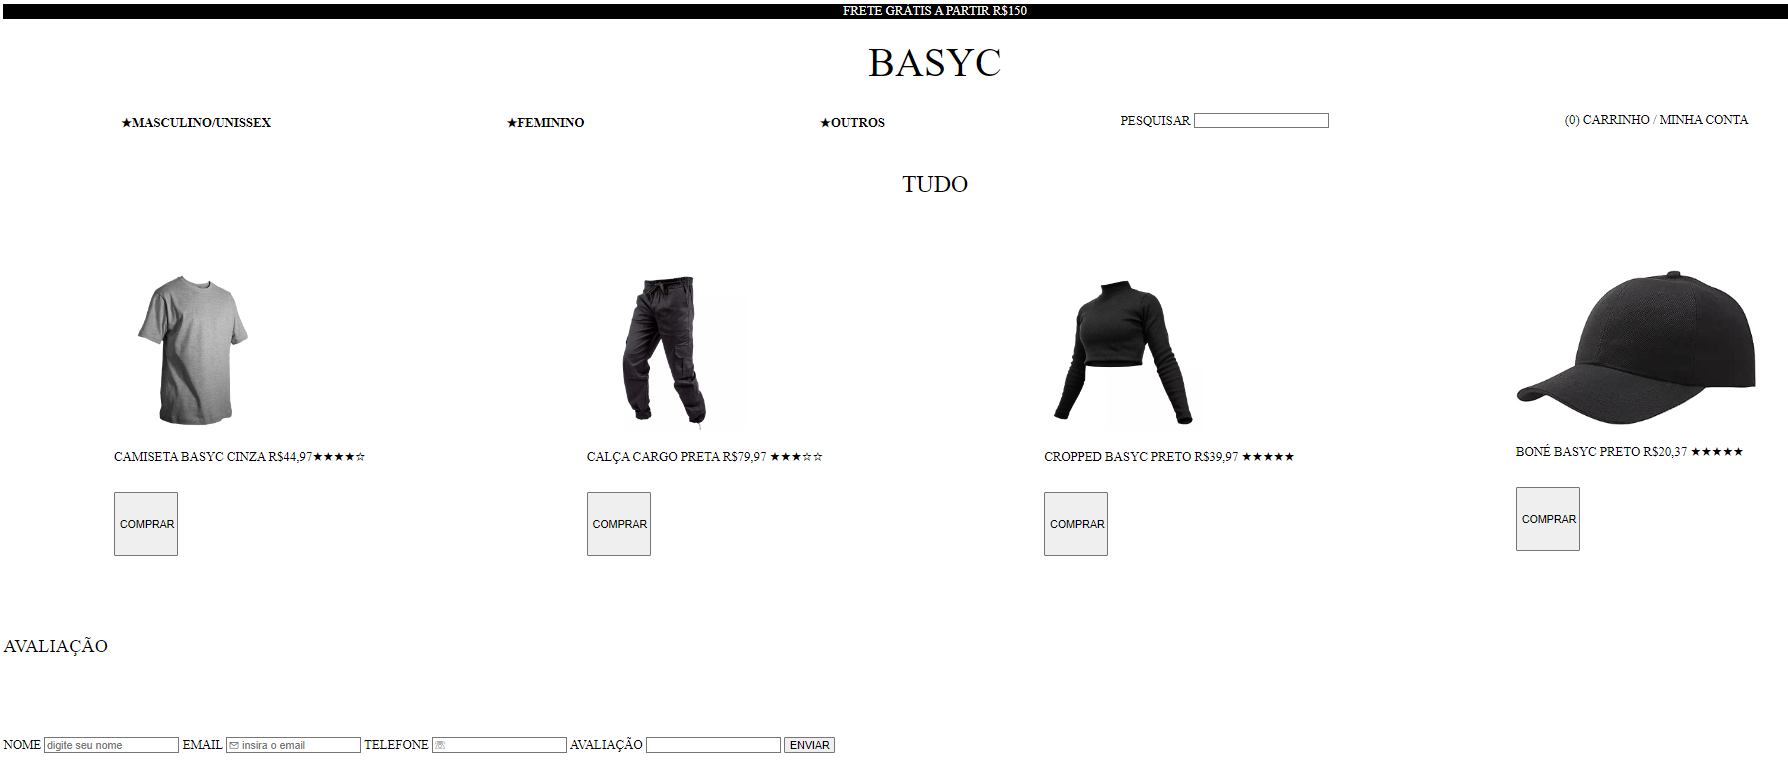 FRETE GRÁTIS A PARTIR R$150
BASYC
★MASCULINO/UNISSEX ★FEMININO ★OUTROS PESQUISAR (0) CARRINHO / MINHA CONTA
TUDO
CAMISETA BASYC CINZA R$44,97★★★★☆ CALÇA CARGO PRETA R$79,97 ★★★☆☆ CROPPED BASYC PRETO R$39,97 ★★★★★ BONÉ BASYC PRETO R$20,37 ★★★★★
COMPRAR COMPRAR COMPRAR COMPRAR
AVALIAÇÃO
NOME digite seu nome EMAIL 🖂 insira o email TELEFONE ☏ AVALIAÇÃO ENVIAR